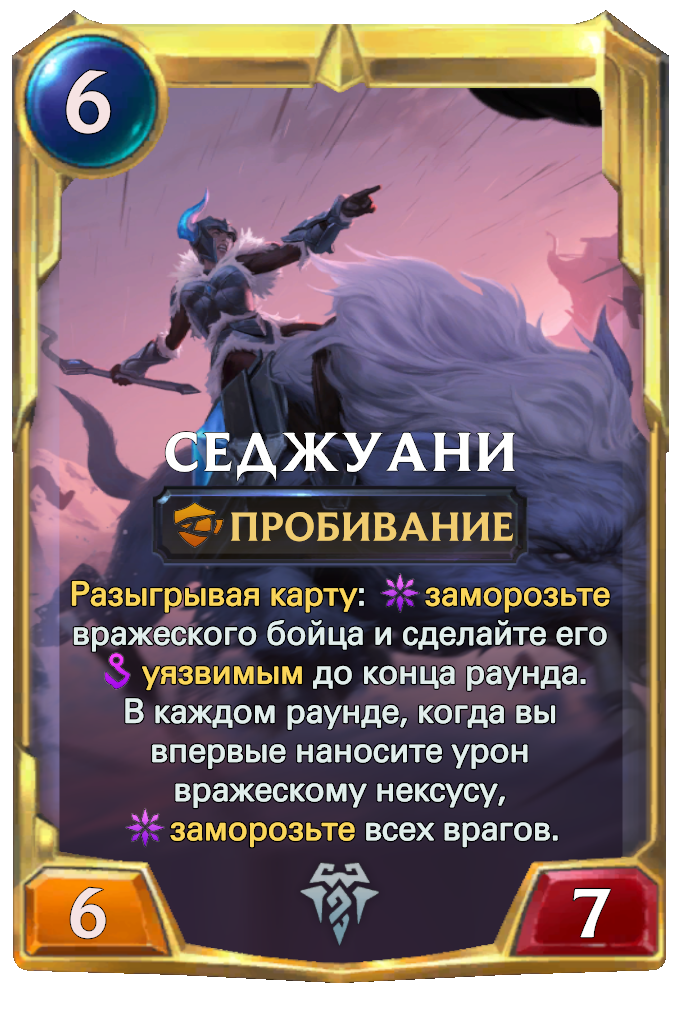 6
СЕДЖУАНИ
ПРОБИВАНИЕ
Разыгрывая карту: заморозьте
вражеского бойца и сделайте его
уязвимым до конца раунда.
В каждом раунде, когда вы
впервые наносите урон
вражескому нексусу,
заморозьте всех врагов.
6
7